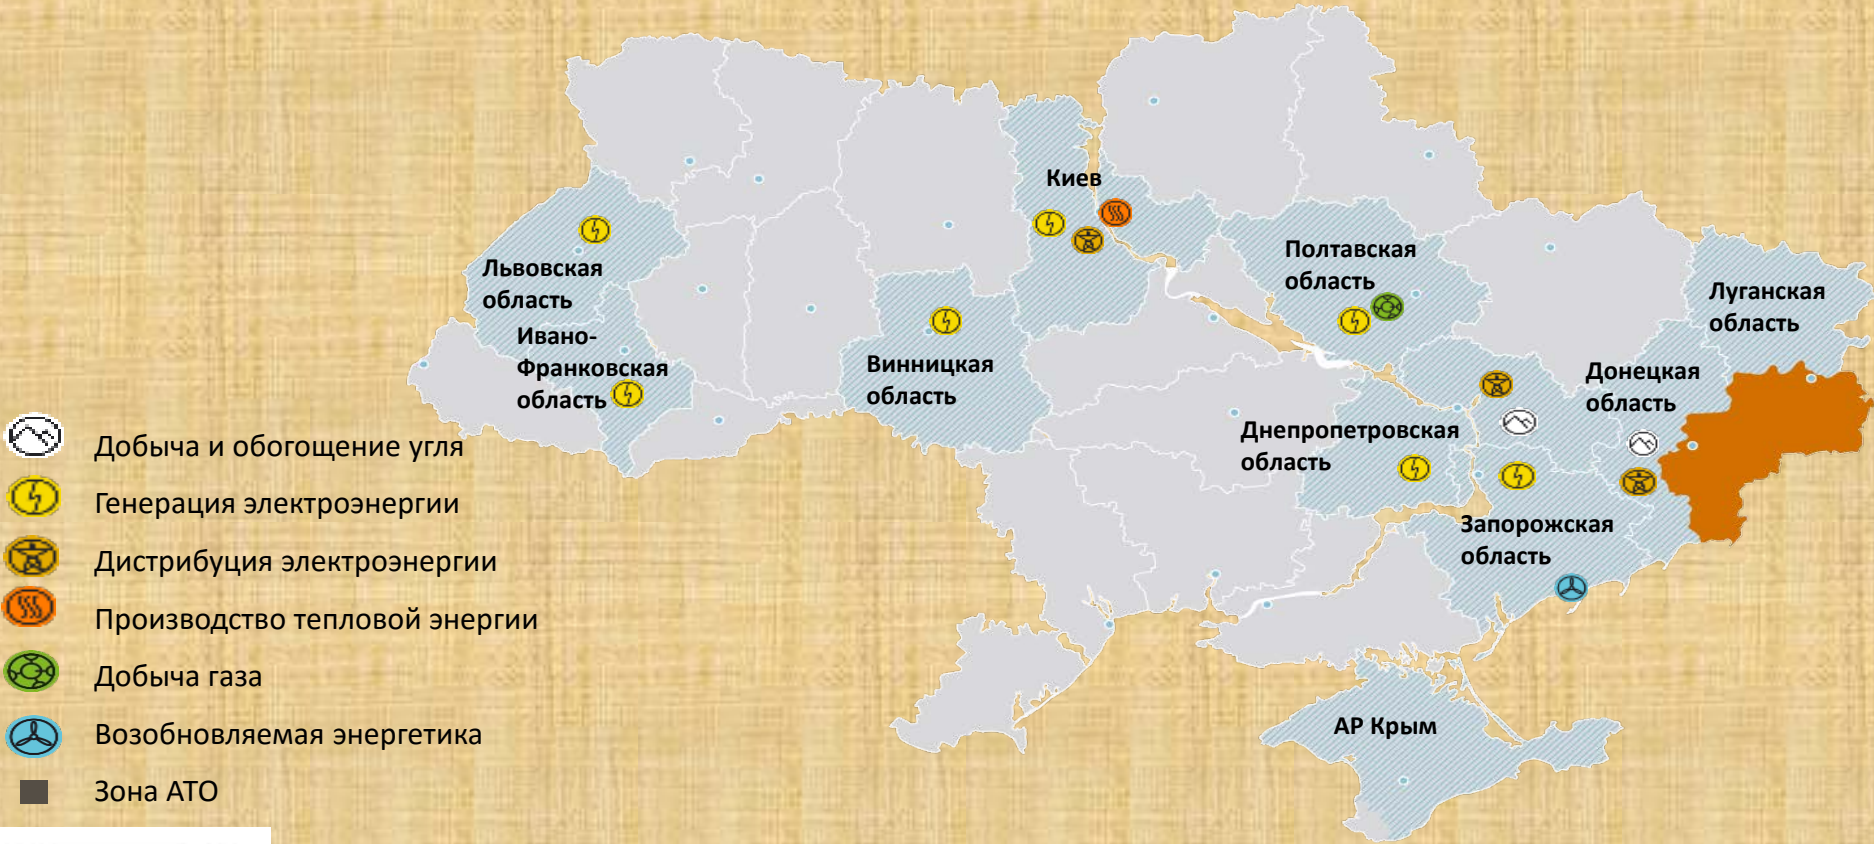 Киев
Полтавская
область
Львовская
область
Луганская
область
Ивано-
Франковская
область
Винницкая
область
Донецкая
область
Днепропетровская
область
Запорожская
область
АР Крым
Добыча и обогощение угля
Генерация электроэнергии
Дистрибуция электроэнергии
Производство тепловой энергии
Добыча газа
Возобновляемая энергетика
Зона АТО